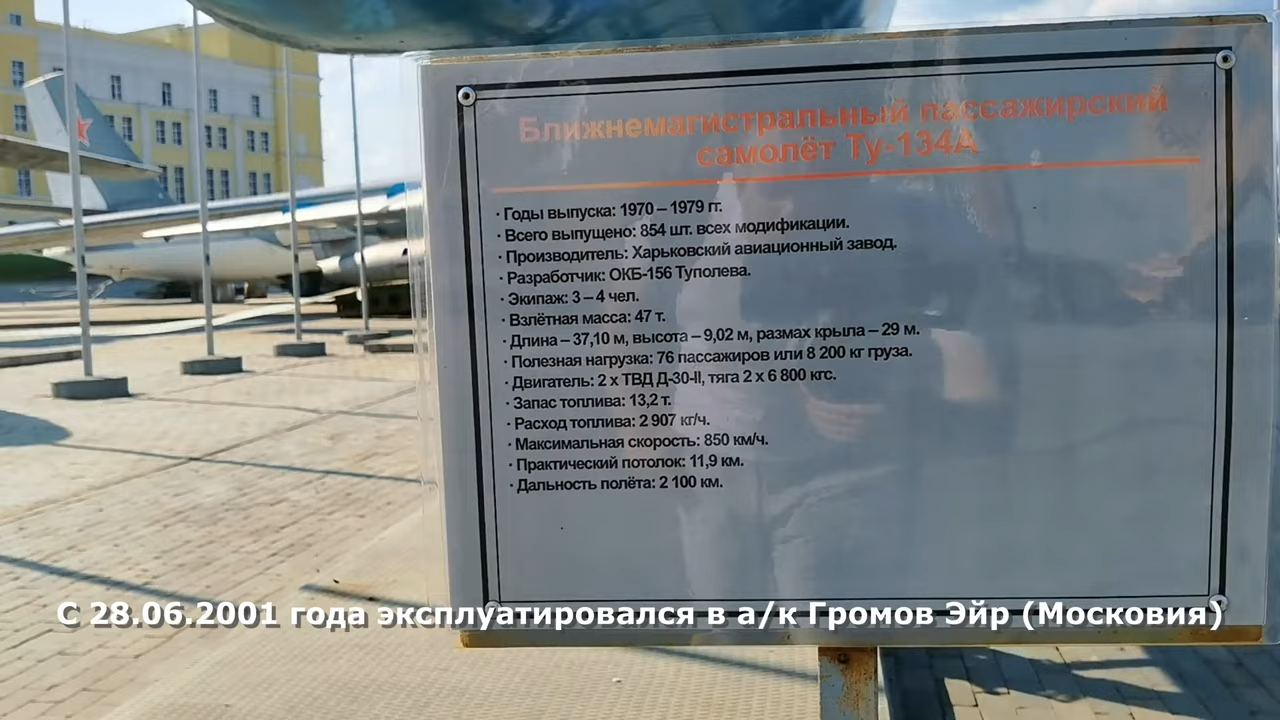 Ближнемагистральный пассажирский
самолёт Ту-134А
· Годы выпуска: 1970 – 1979 гг.
· Всего выпущено: 854 шт. всех модификации.
· Производитель: Харьковский авиационный завод.
· Разработчик: ОКБ-156 Туполева.
· Экипаж: 3 – 4 чел.
· Взлётная масса: 47 т.
· Длина – 37,10 м, высота – 9,02 м, размах крыла – 29 м.
· Полезная нагрузка: 76 пассажиров или 8 200 кг груза.
· Двигатель: 2 х ТВД Д-30-II, тяга 2 х 6 800 кгс.
· Запас топлива: 13,2 т.
· Расход топлива: 2 907 кг/ч.
· Максимальная скорость: 850 км/ч.
· Практический потолок: 11,9 км.
· Дальность полёта: 2 100 км.
С 28.06.2001 года эксплуатировался в а/к Громов Эйр (Московия)